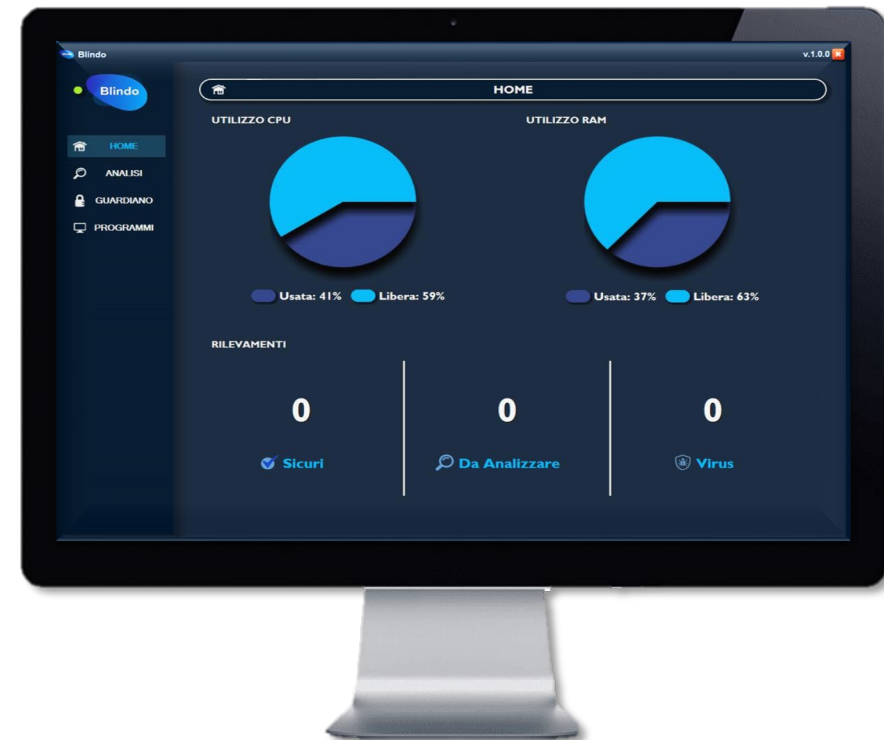 Blindo
v.1.0.0
Blindo
HOME
HOME
ANALISI
GUARDIANO
PROGRAMMI
UTILIZZO CPU
UTILIZZO RAM
Usata: 41% Libera: 59%
Usata: 37% Libera: 63%
RILEVAMENTI
0
0
0
Sicuri
Da Analizzare
Virus